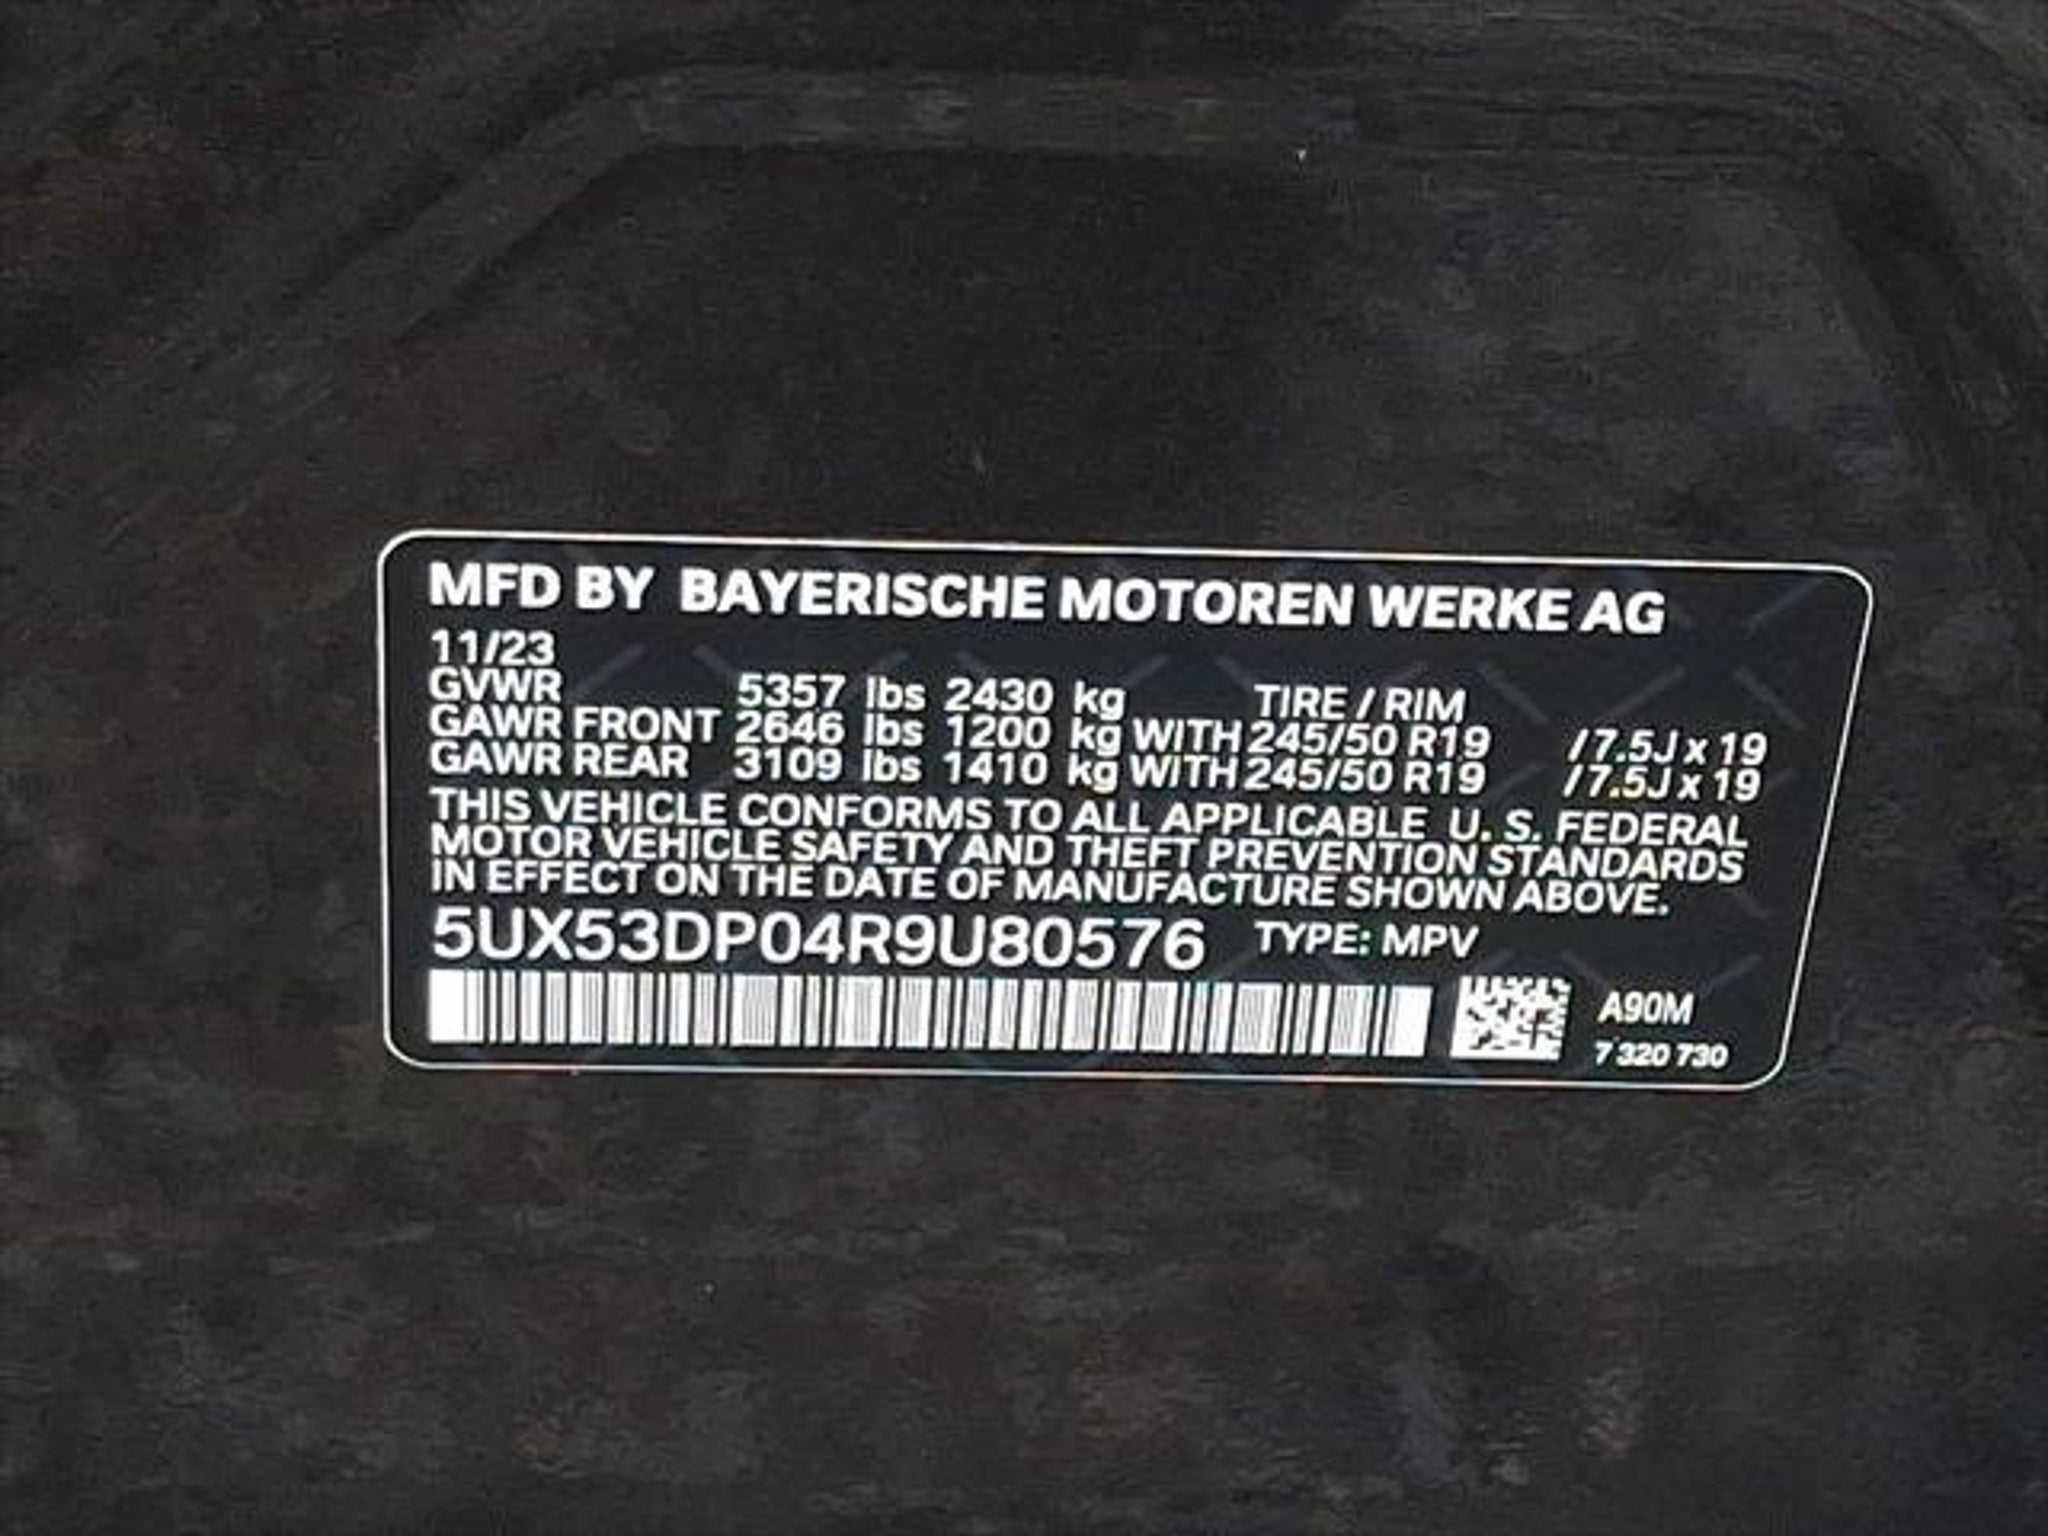 MFD BY BAYERISCHE MOTOREN WERKE AG
11/23
GVWR 5357 lbs 2430 kg TIRE / RIM
GAWR FRONT 2646 lbs 1200 kg WITH 245/50 R19 / 7.5J x 19
GAWR REAR 3109 lbs 1410 kg WITH 245/50 R19 / 7.5J x 19
THIS VEHICLE CONFORMS TO ALL APPLICABLE U. S. FEDERAL
MOTOR VEHICLE SAFETY AND THEFT PREVENTION STANDARDS
IN EFFECT ON THE DATE OF MANUFACTURE SHOWN ABOVE.
5UX53DP04R9U80576 TYPE: MPV
A90M
7 320 730